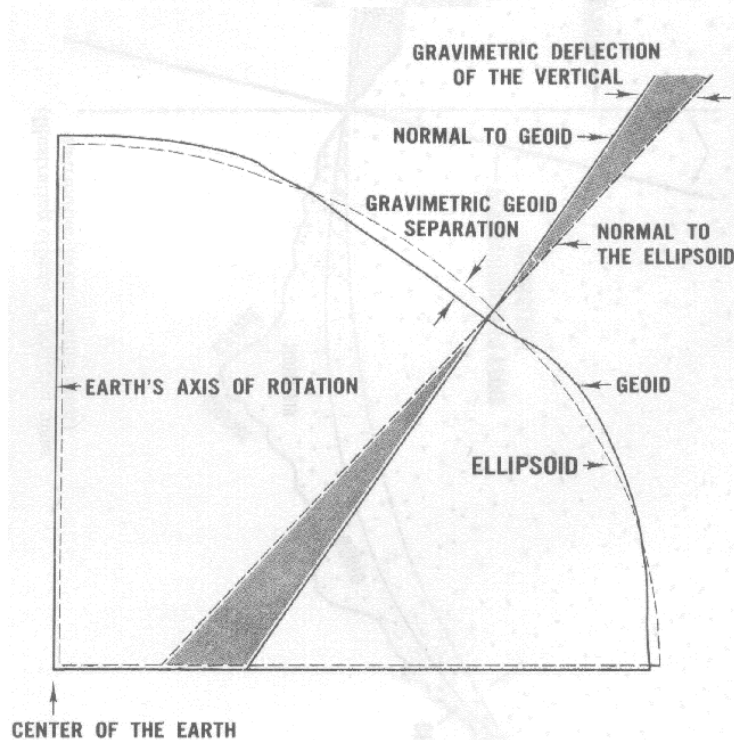 GRAVIMETRIC DEFLECTION
OF THE VERTICAL
NORMAL TO GEOID
GRAVIMETRIC GEOID
SEPARATION
NORMAL TO
THE ELLIPSOID
EARTH'S AXIS OF ROTATION
GEOID
ELLIPSOID
CENTER OF THE EARTH